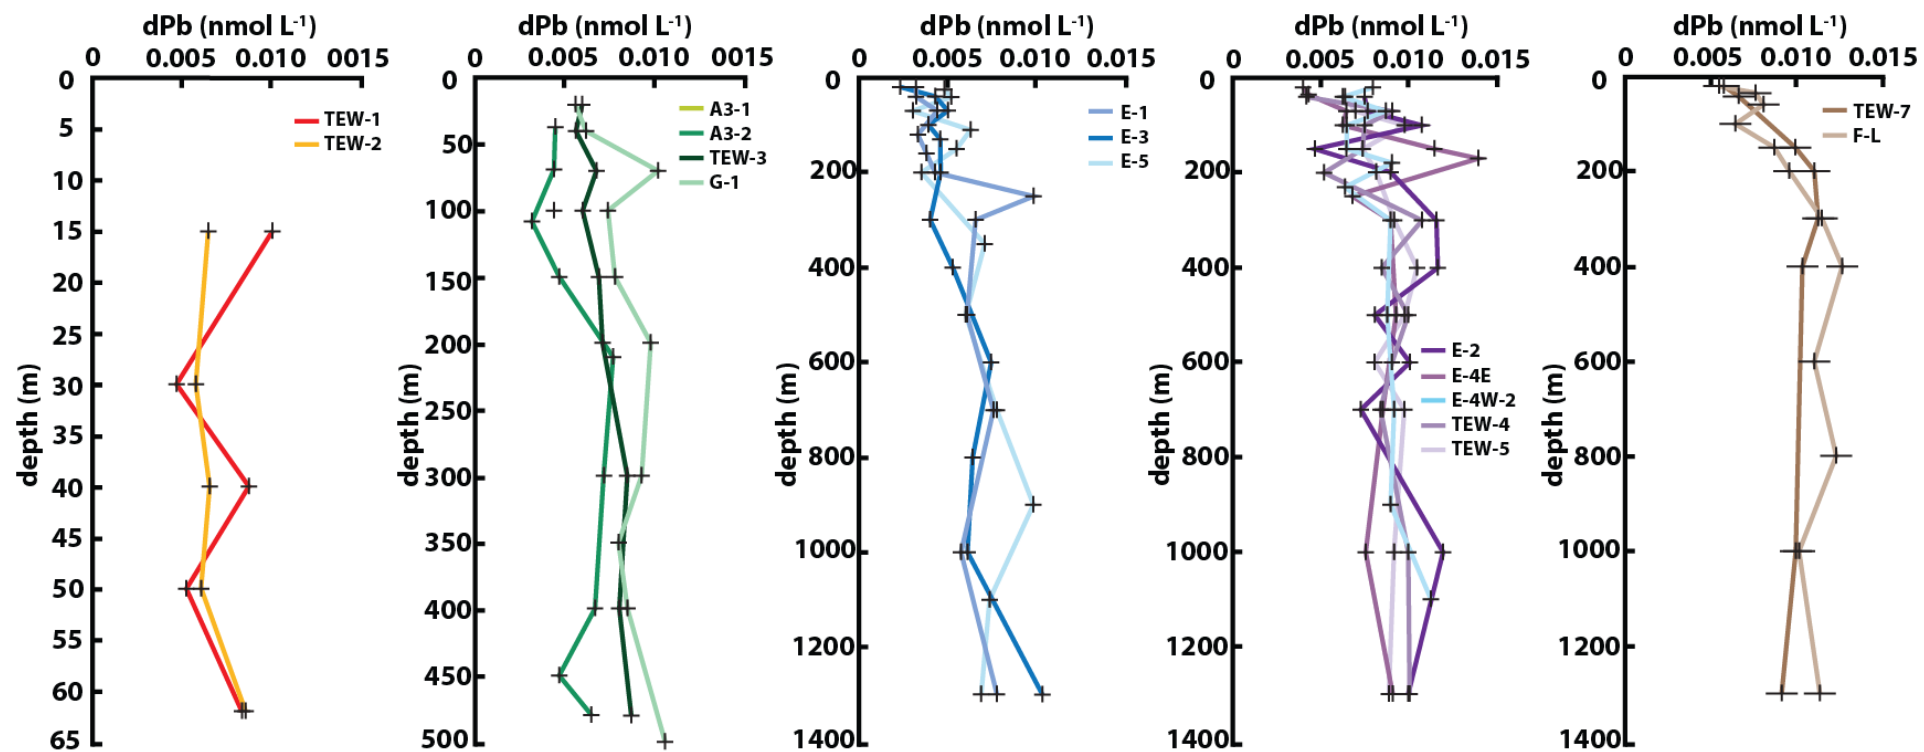 dPb (nmol L-1)
0 0.005 0.010 0015
0
5
10
15
20
25
30
35
40
45
50
55
60
65
depth (m)
TEW-1
TEW-2
dPb (nmol L-1)
0 0.005 0.010 0015
0
50
100
150
200
250
300
350
400
450
500
depth (m)
A3-1
A3-2
TEW-3
G-1
dPb (nmol L-1)
0 0.005 0.010 0.015
0
200
400
600
800
1000
1200
1400
depth (m)
E-1
E-3
E-5
dPb (nmol L-1)
0 0.005 0.010 0.015
0
200
400
600
800
1000
1200
1400
depth (m)
E-2
E-4E
E-4W-2
TEW-4
TEW-5
dPb (nmol L-1)
0 0.005 0.010 0.015
0
200
400
600
800
1000
1200
1400
depth (m)
TEW-7
F-L